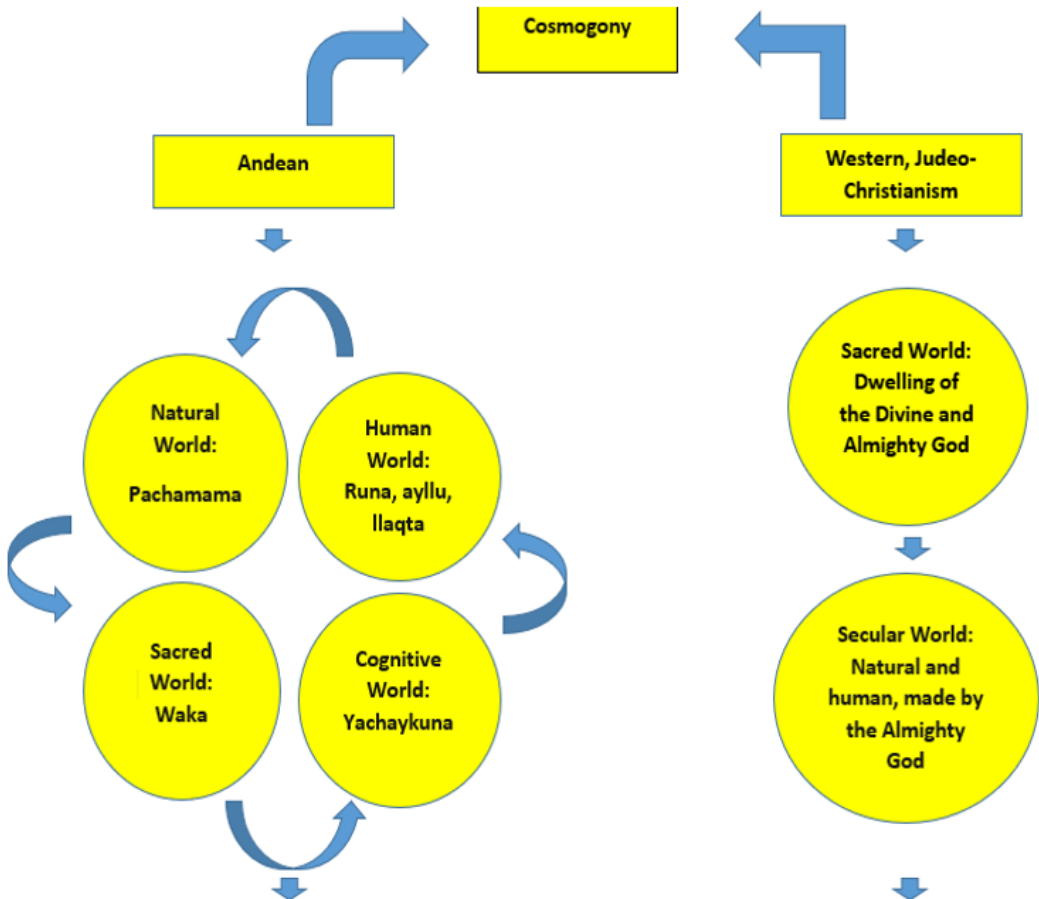 Cosmogony
Andean
Western, Judeo-
Christianism
Natural
World:
Pachamama
Human
World:
Runa, ayllu,
llaqta
Sacred
World:
Waka
Cognitive
World:
Yachaykuna
Sacred World:
Dwelling of
the Divine and
Almighty God
Secular World:
Natural and
human, made by
the Almighty
God